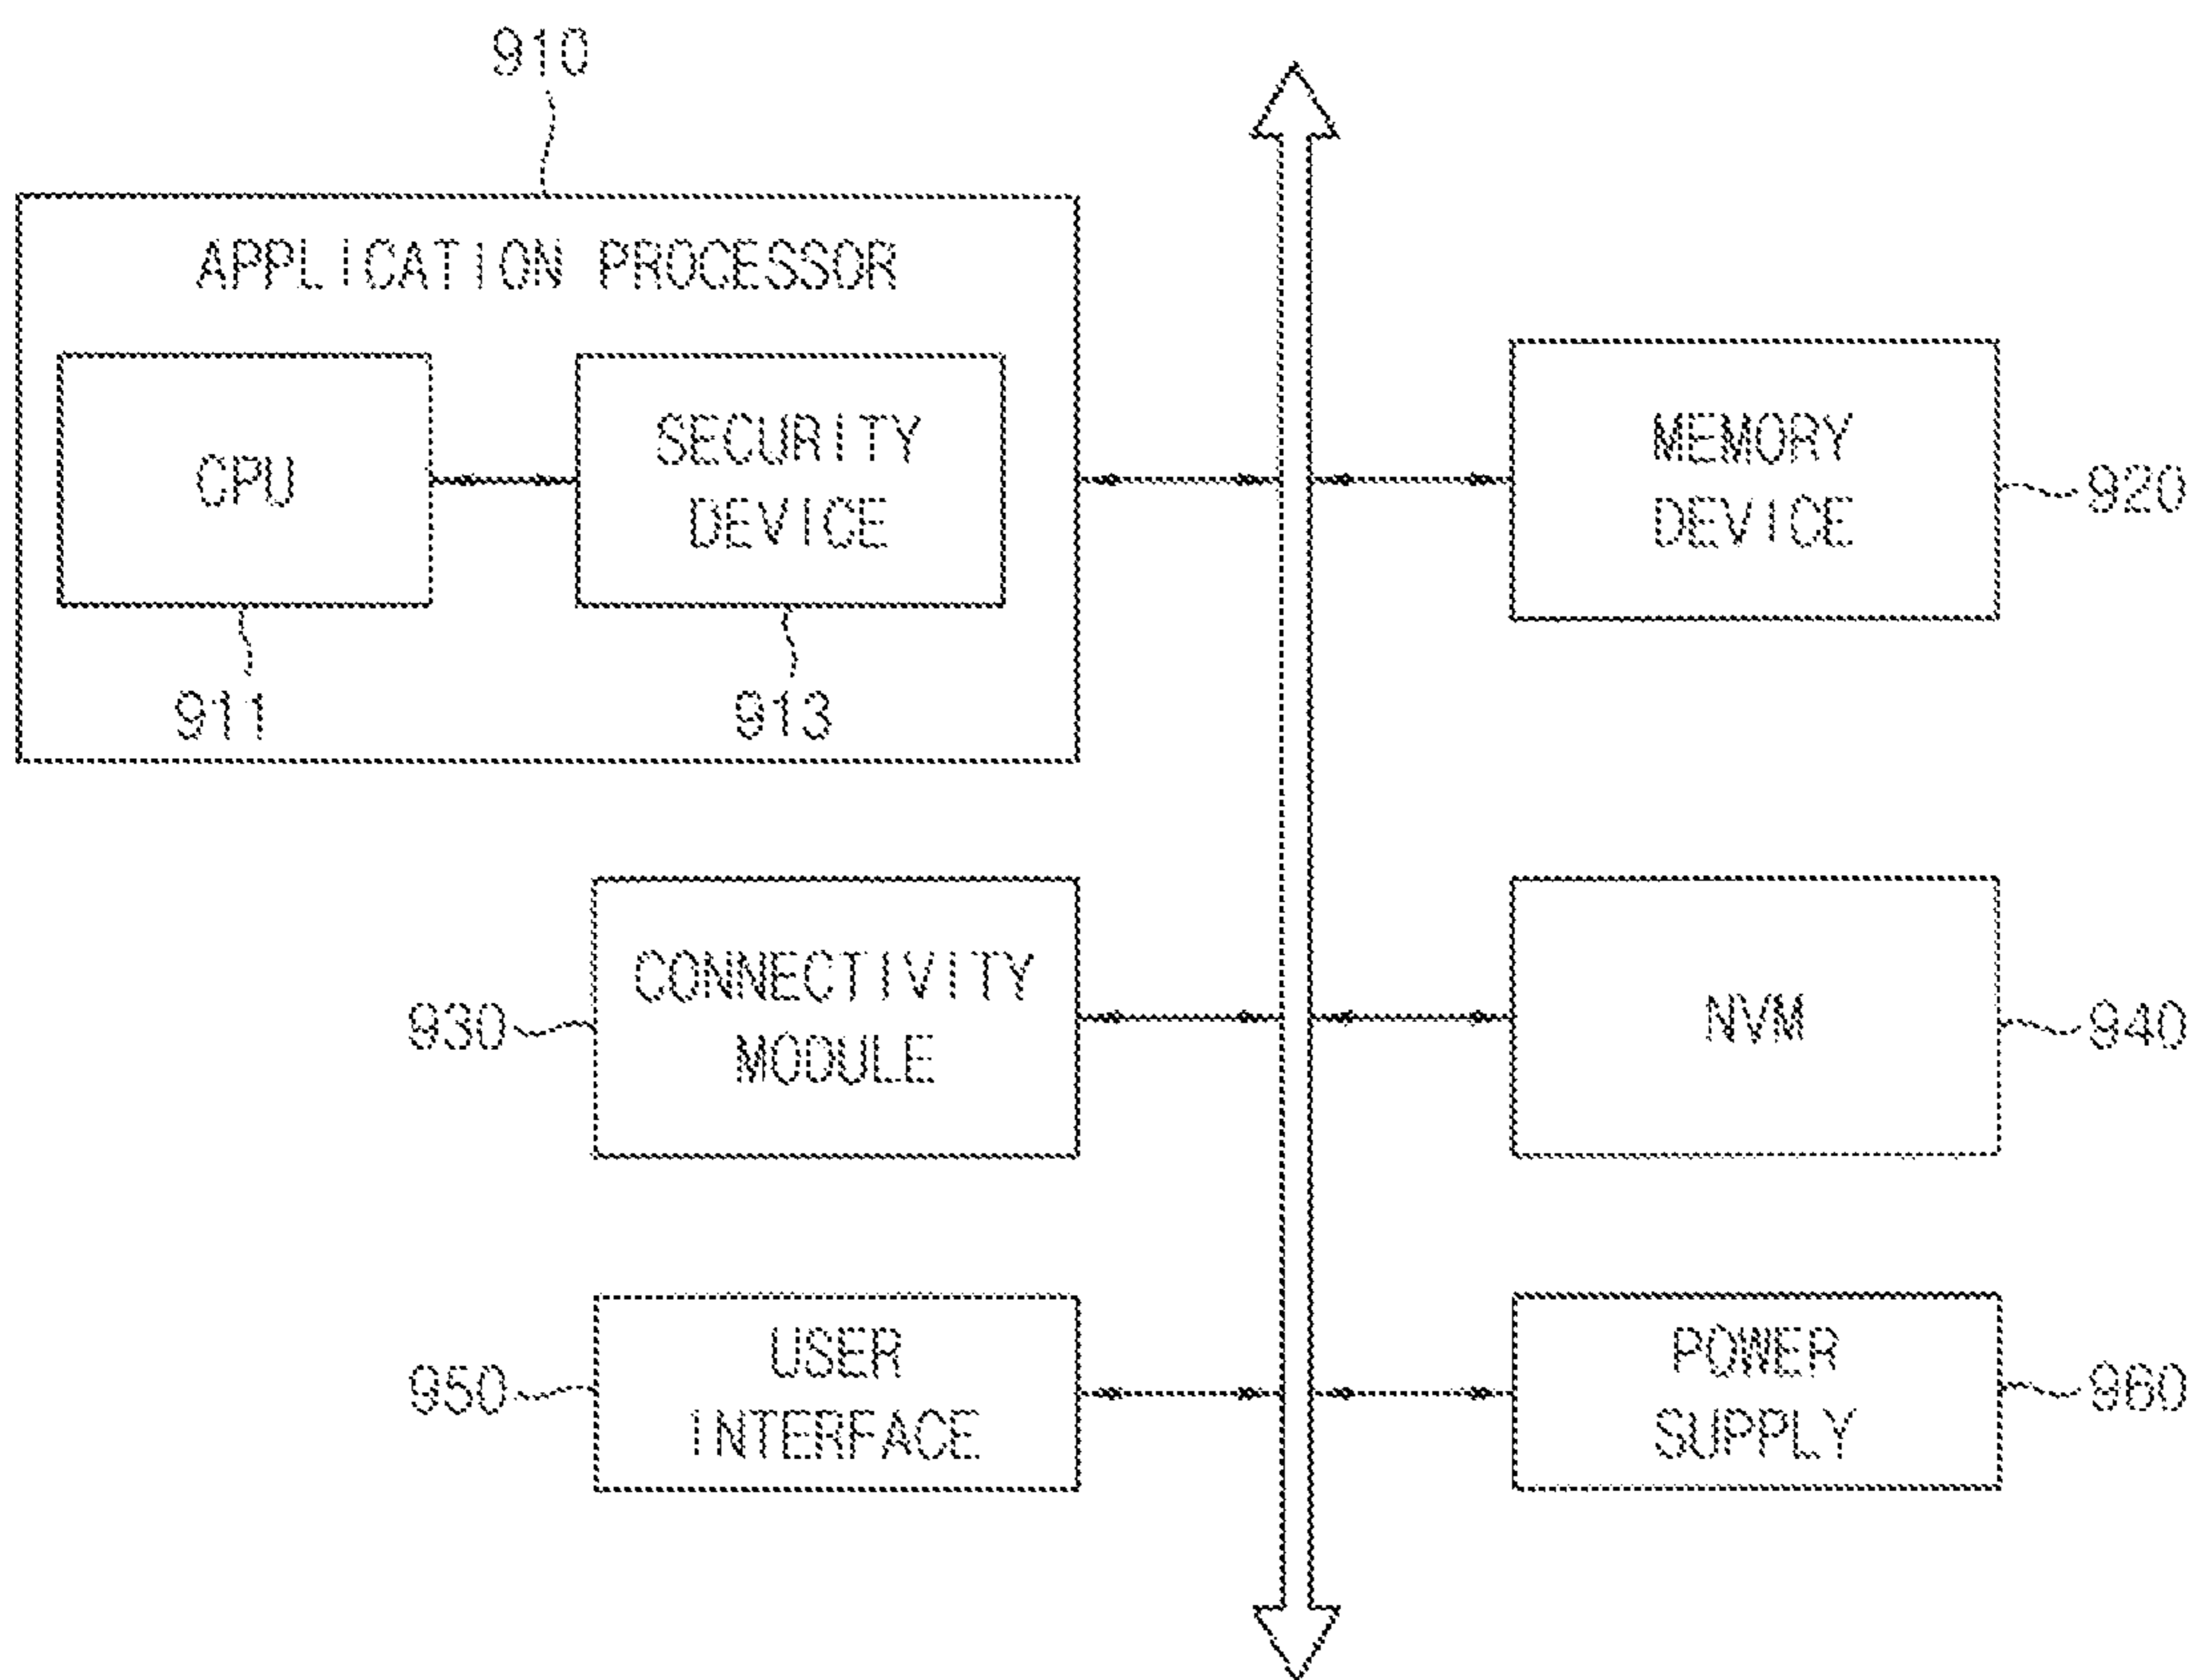 910
APPLICATION PROCESSOR
CPU
SECURITY
DEVICE
911
913
MEMORY
DEVICE
920
CONNECTIVITY
MODULE
930
NVM
940
USER
INTERFACE
950
POWER
SUPPLY
960